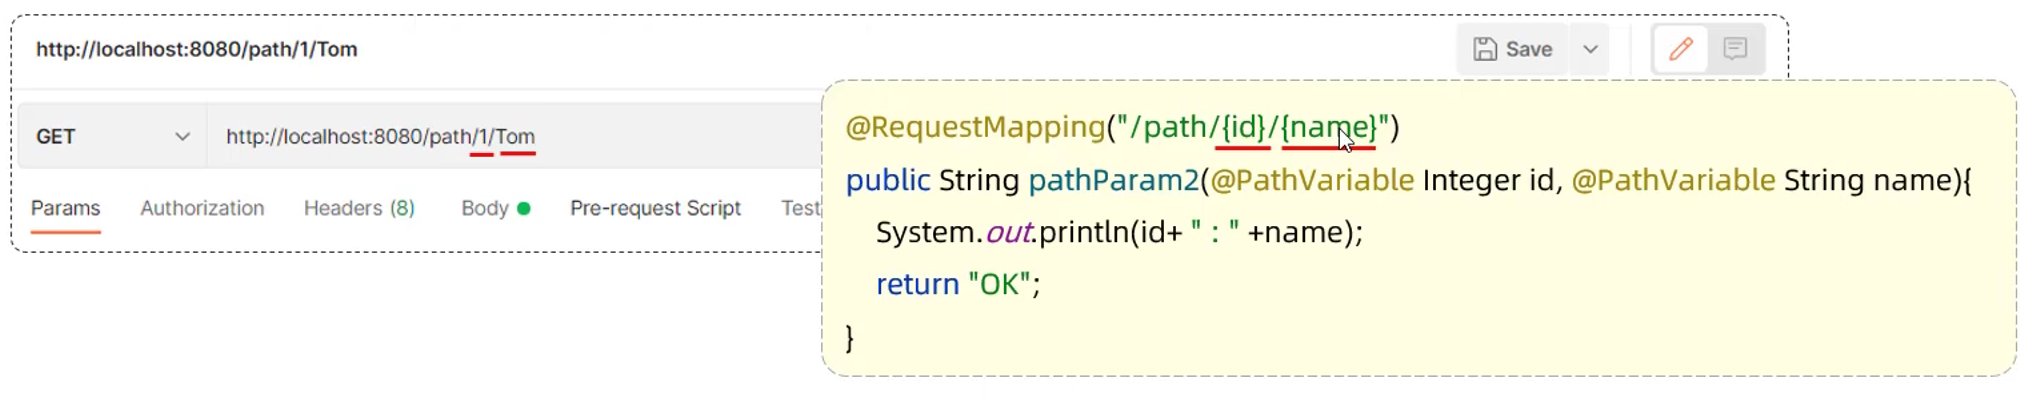 http://localhost:8080/path/1/Tom
Save
GET
http://localhost:8080/path/1/Tom
Params Authorization Headers (8) Body Pre-request Script Test
@RequestMapping("/path/{id}/{name}")
public String pathParam2(@PathVariable Integer id, @PathVariable String name){
System.out.println(id+ " : " +name);
return "OK";
}